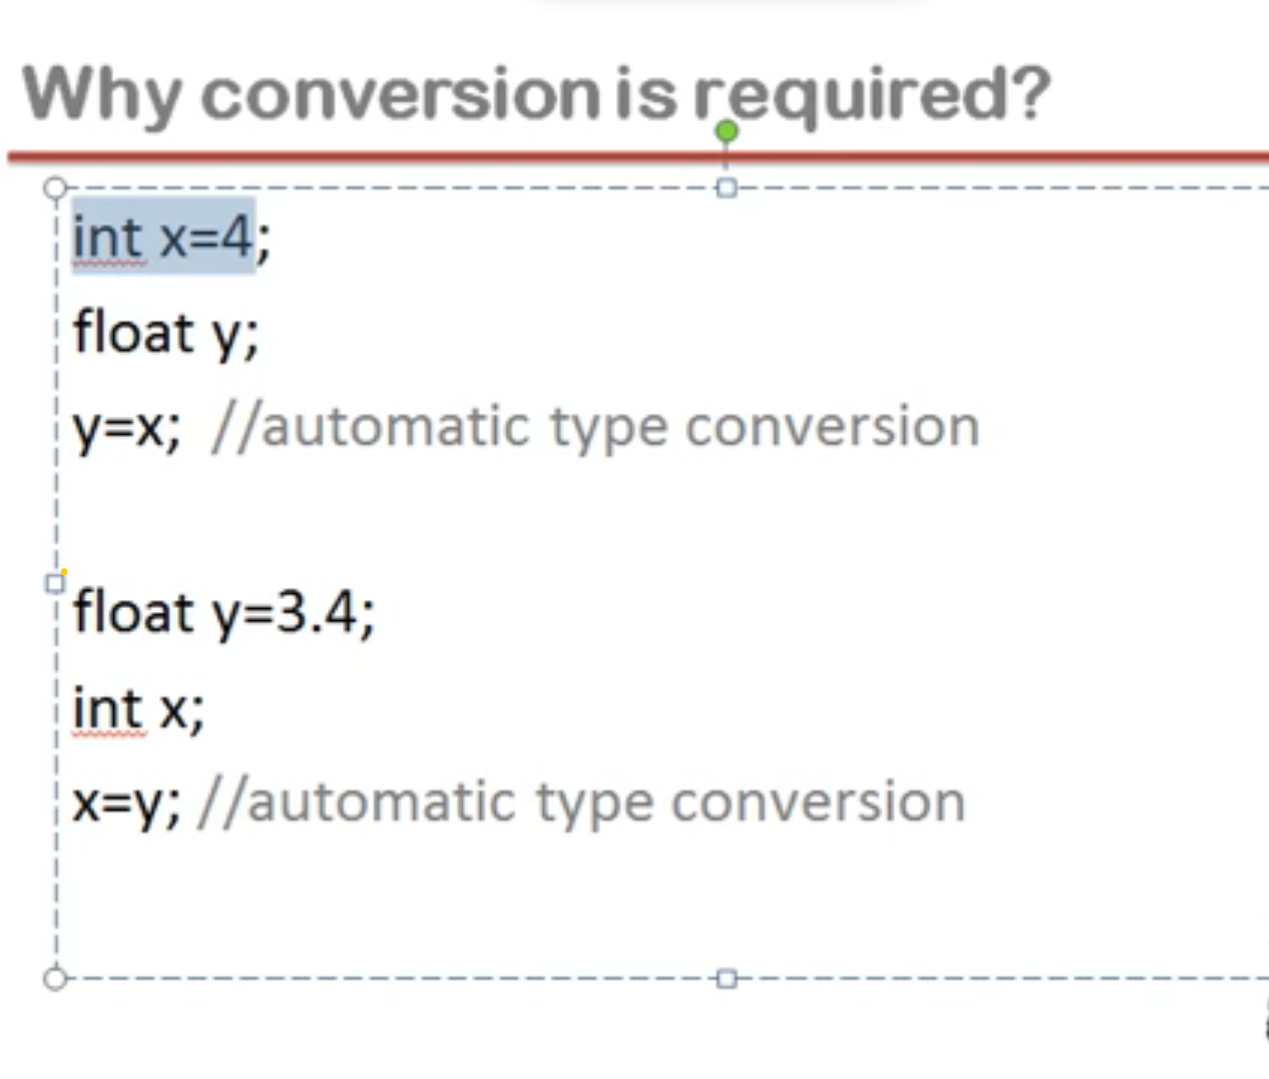 Why conversion is required?
int x=4;
float y;
y=x; //automatic type conversion
float y=3.4;
int x;
x=y; //automatic type conversion